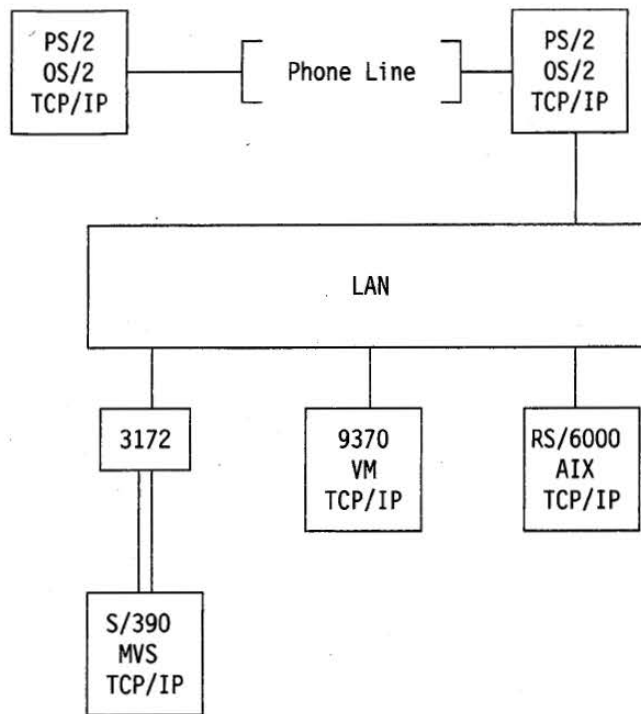 PS/2
OS/2
TCP/IP
Phone Line
PS/2
OS/2
TCP/IP
LAN
3172
9370
VM
TCP/IP
RS/6000
AIX
TCP/IP
S/390
MVS
TCP/IP